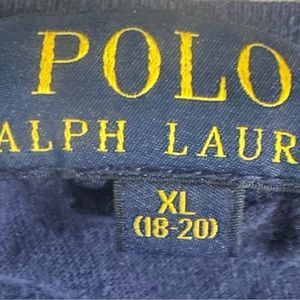 POLO
ALPH LAUR
XL
(18-20)